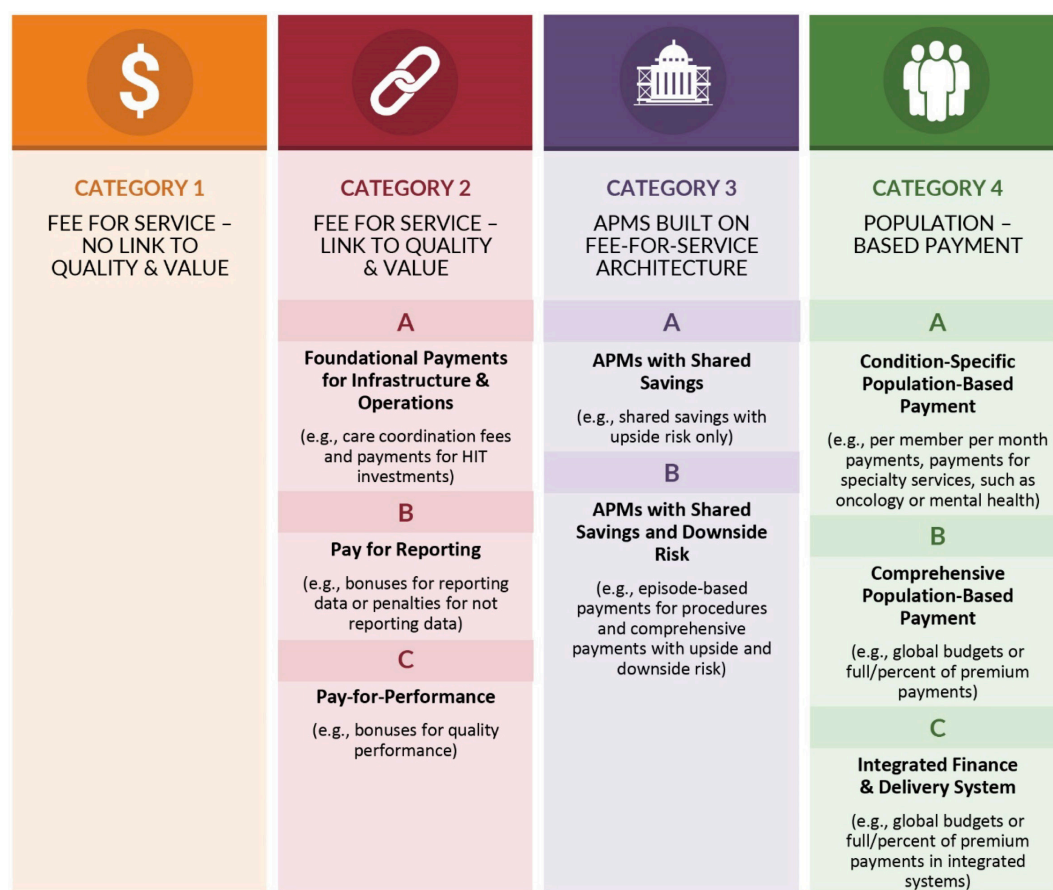 $
CATEGORY 1
FEE FOR SERVICE –
NO LINK TO
QUALITY & VALUE
CATEGORY 2
FEE FOR SERVICE –
LINK TO QUALITY
& VALUE
A
Foundational Payments
for Infrastructure &
Operations
(e.g., care coordination fees
and payments for HIT
investments)
B
Pay for Reporting
(e.g., bonuses for reporting
data or penalties for not
reporting data)
C
Pay-for-Performance
(e.g., bonuses for quality
performance)
CATEGORY 3
APMS BUILT ON
FEE-FOR-SERVICE
ARCHITECTURE
A
APMs with Shared
Savings
(e.g., shared savings with
upside risk only)
B
APMs with Shared
Savings and Downside
Risk
(e.g., episode-based
payments for procedures
and comprehensive
payments with upside and
downside risk)
CATEGORY 4
POPULATION –
BASED PAYMENT
A
Condition-Specific
Population-Based
Payment
(e.g., per member per month
payments, payments for
specialty services, such as
oncology or mental health)
B
Comprehensive
Population-Based
Payment
(e.g., global budgets or
full/percent of premium
payments)
C
Integrated Finance
& Delivery System
(e.g., global budgets or
full/percent of premium
payments in integrated
systems)